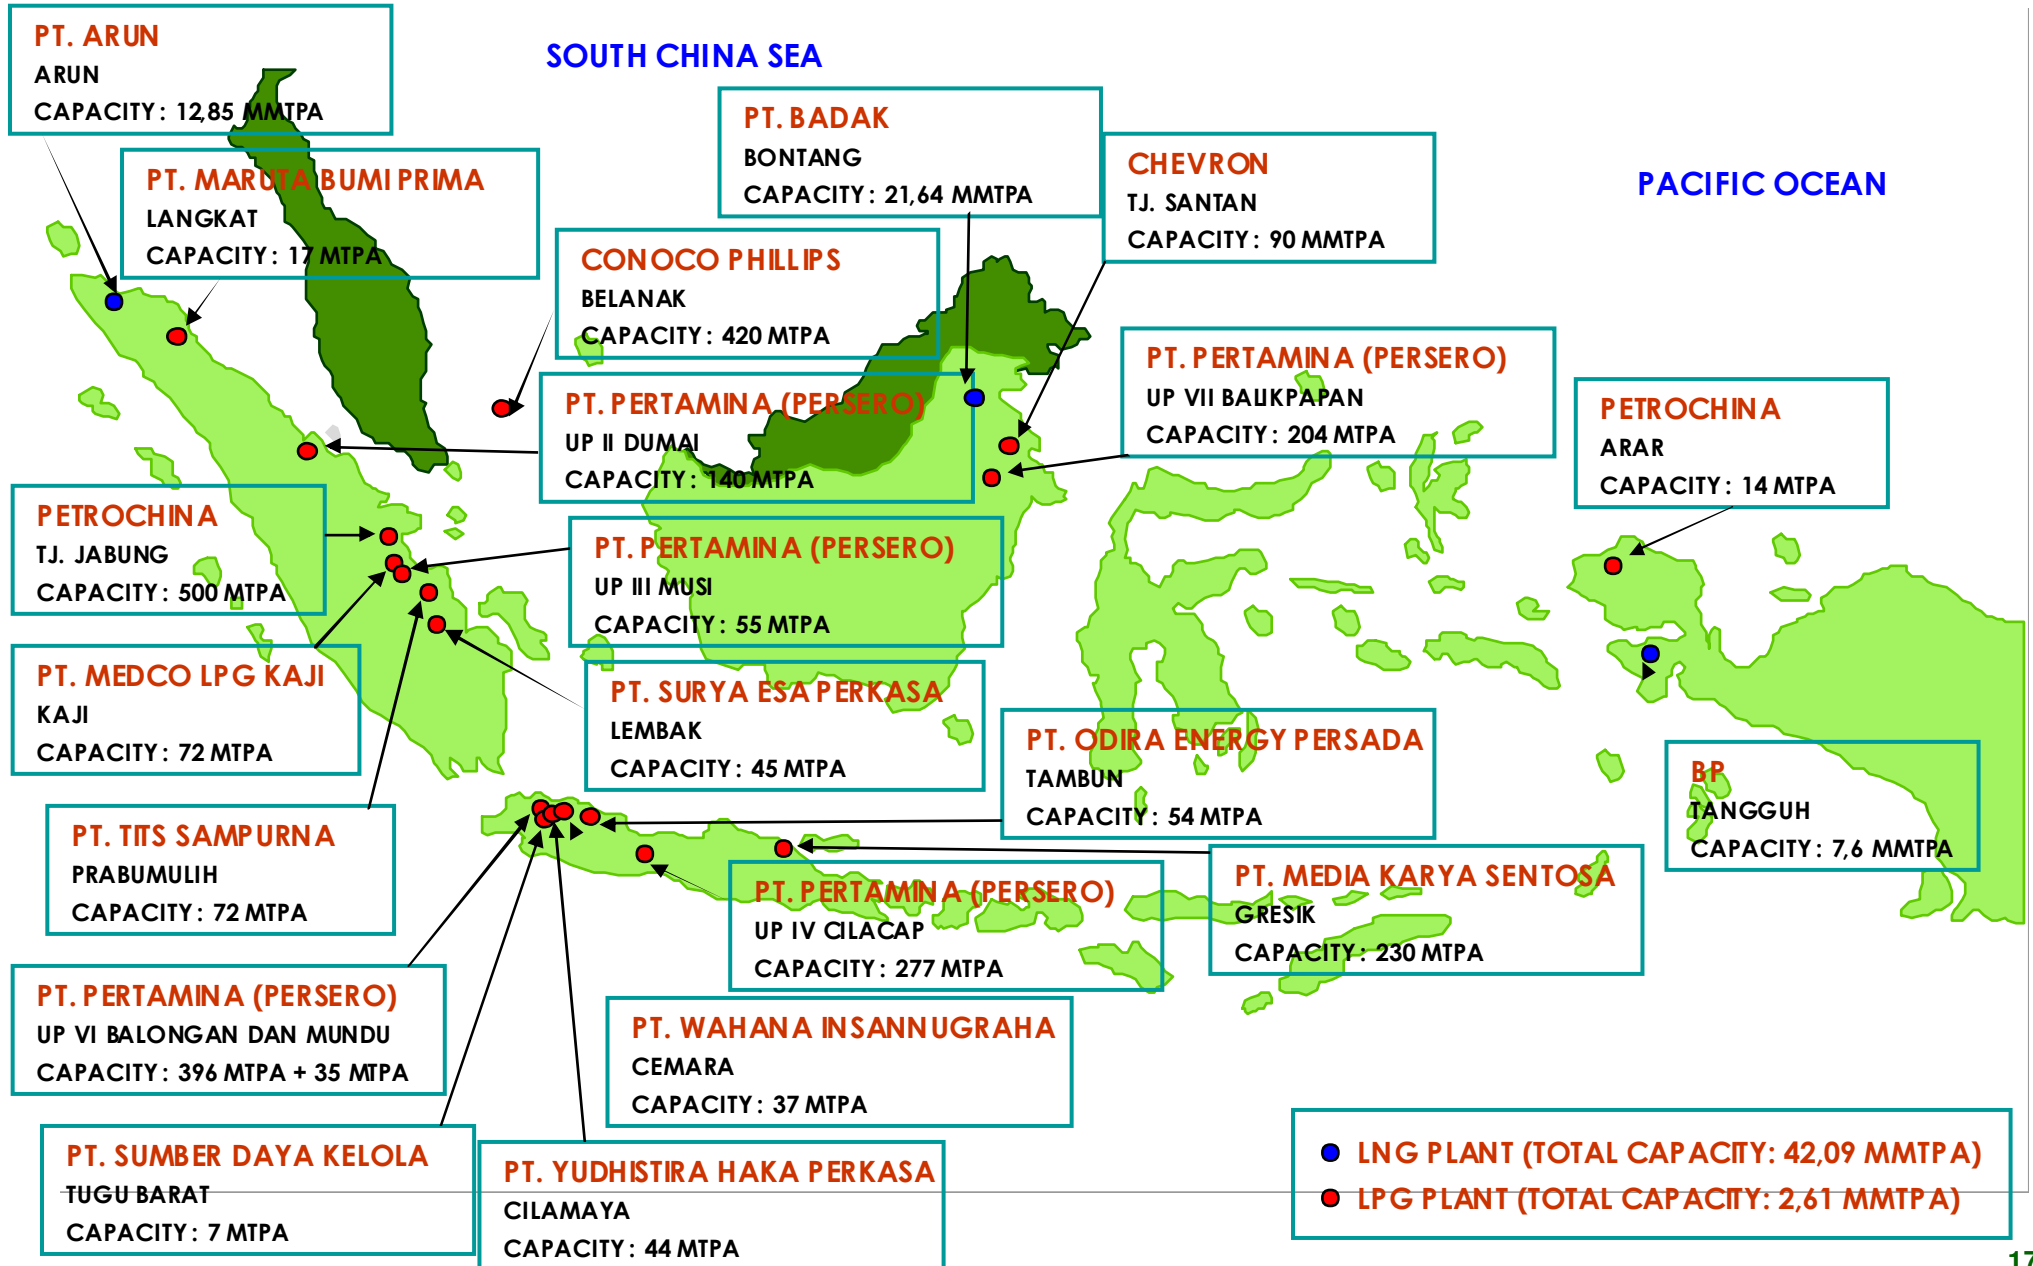 PT. ARUN
ARUN
CAPACITY : 12,85 MMTPA
SOUTH CHINA SEA
PT. MARUTA BUMI PRIMA
LANGKAT
CAPACITY : 17 MTPA
PT. BADAK
BONTANG
CAPACITY : 21,64 MMTPA
CHEVRON
TJ. SANTAN
CAPACITY : 90 MMTPA
PACIFIC OCEAN
CONOCO PHILLIPS
BELANAK
CAPACITY : 420 MTPA
PT. PERTAMINA (PERSERO)
UP II DUMAI
CAPACITY : 140 MTPA
PT. PERTAMINA (PERSERO)
UP VII BALIKPAPAN
CAPACITY : 204 MTPA
PETROCHINA
ARAR
CAPACITY : 14 MTPA
PETROCHINA
TJ. JABUNG
CAPACITY : 500 MTPA
PT. PERTAMINA (PERSERO)
UP III MUSI
CAPACITY : 55 MTPA
PT. MEDCO LPG KAJI
KAJI
CAPACITY : 72 MTPA
PT. SURYA ESA PERKASA
LEMBAK
CAPACITY : 45 MTPA
PT. ODIRA ENERGY PERSADA
TAMBUN
CAPACITY : 54 MTPA
BP
TANGGUH
CAPACITY : 7,6 MMTPA
PT. TITS SAMPURNA
PRABUMULIH
CAPACITY : 72 MTPA
PT. PERTAMINA (PERSERO)
UP IV CILACAP
CAPACITY : 277 MTPA
PT. MEDIA KARYA SENTOSA
GRESIK
CAPACITY : 230 MTPA
PT. PERTAMINA (PERSERO)
UP VI BALONGAN DAN MUNDU
CAPACITY : 396 MTPA + 35 MTPA
PT. WAHANA INSANNUGRAHA
CEMARA
CAPACITY : 37 MTPA
PT. SUMBER DAYA KELOLA
TUGU BARAT
CAPACITY : 7 MTPA
PT. YUDHISTIRA HAKA PERKASA
CILAMAYA
CAPACITY : 44 MTPA
LNG PLANT (TOTAL CAPACITY: 42,09 MMTPA)
LPG PLANT (TOTAL CAPACITY: 2,61 MMTPA)
17